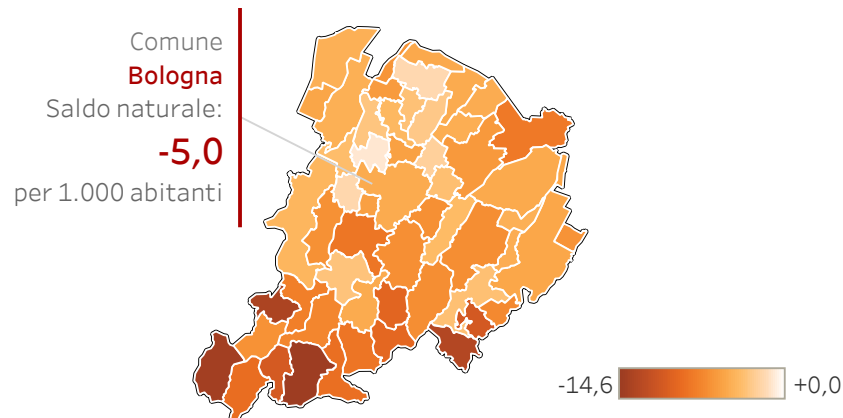 Comune
Bologna
Saldo naturale:
-5,0
per 1.000 abitanti
-14,6
+0,0